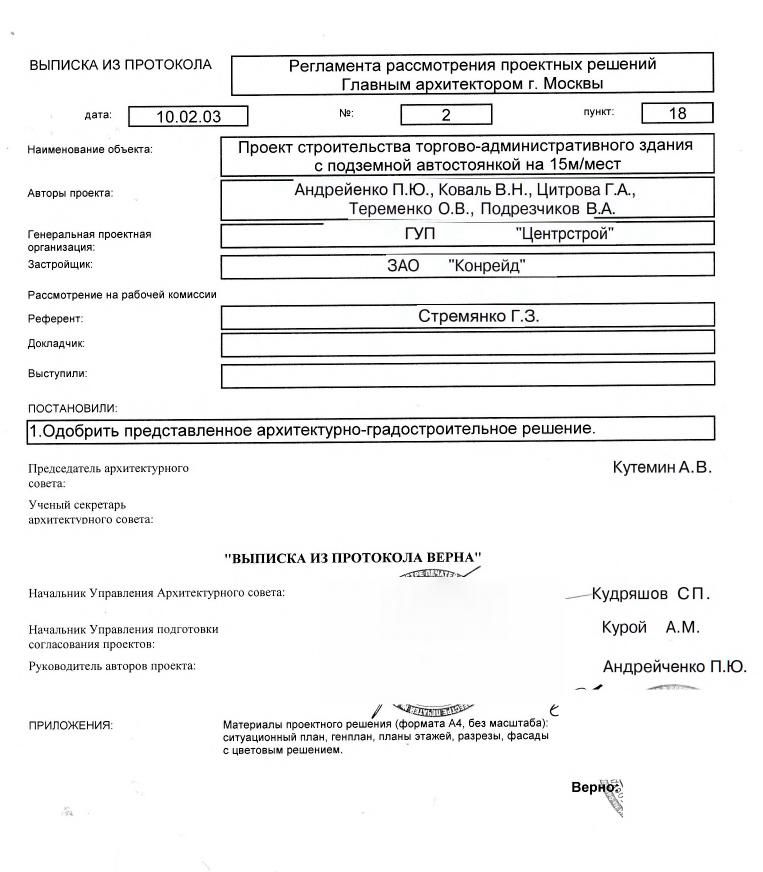 ВЫПИСКА ИЗ ПРОТОКОЛА
Регламента рассмотрения проектных решений
Главным архитектором г. Москвы
дата: 10.02.03 №: 2 пункт: 18
Наименование объекта:
Проект строительства торгово-административного здания
с подземной автостоянкой на 15м/мест
Авторы проекта:
Андрейенко П.Ю., Коваль В.Н., Цитрова Г.А.,
Теременко О.В., Подрезчиков В.А.
Генеральная проектная
организация:
ГУП "Центрстрой"
Застройщик: ЗАО "Конрейд"
Рассмотрение на рабочей комиссии
Референт: Стремянко Г.З.
Докладчик:
Выступили:
ПОСТАНОВИЛИ:
1.Одобрить представленное архитектурно-градостроительное решение.
Председатель архитектурного
совета:
Кутемин А.В.
Ученый секретарь
архитектурного совета:
"ВЫПИСКА ИЗ ПРОТОКОЛА ВЕРНА"
Начальник Управления Архитектурного совета: Кудряшов СП.
Начальник Управления подготовки
согласования проектов:
Курой А.М.
Руководитель авторов проекта: Андрейченко П.Ю.
ПРИЛОЖЕНИЯ:
Материалы проектного решения (формата А4, без масштаба):
ситуационный план, генплан, планы этажей, разрезы, фасады
с цветовым решением.
Верно: